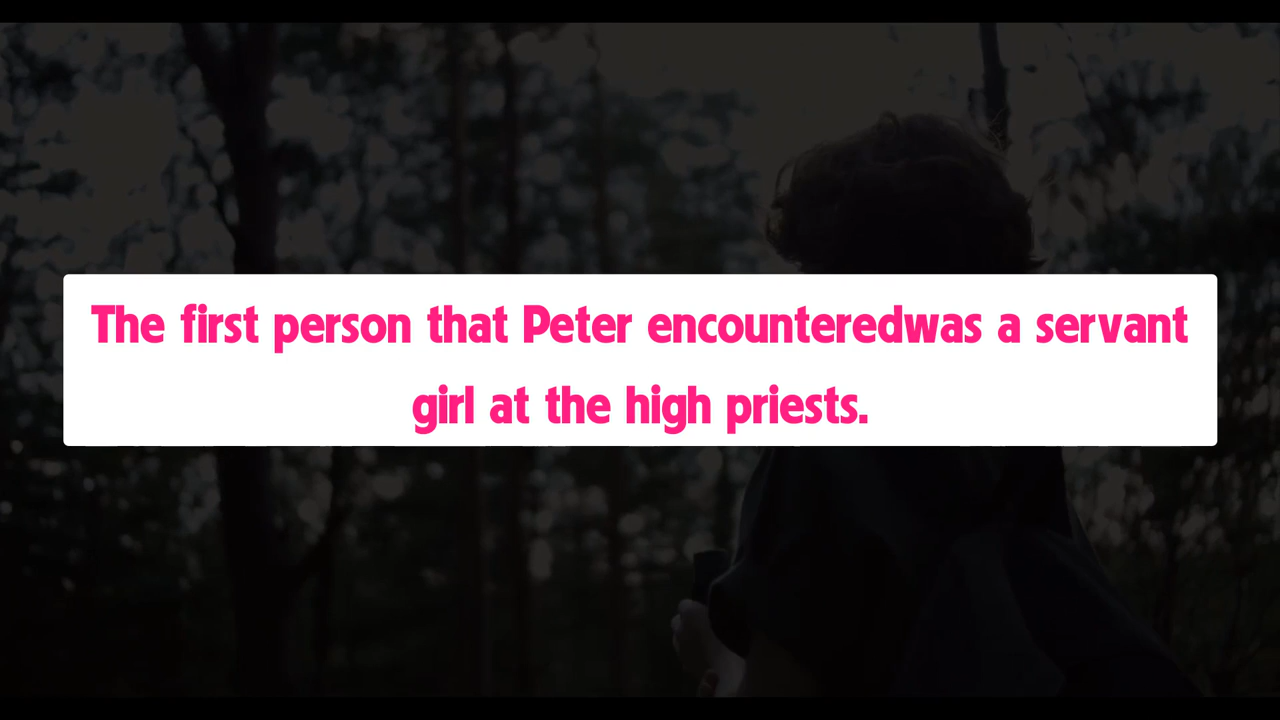 The first person that Peter encounteredwas a servant
girl at the high priests.